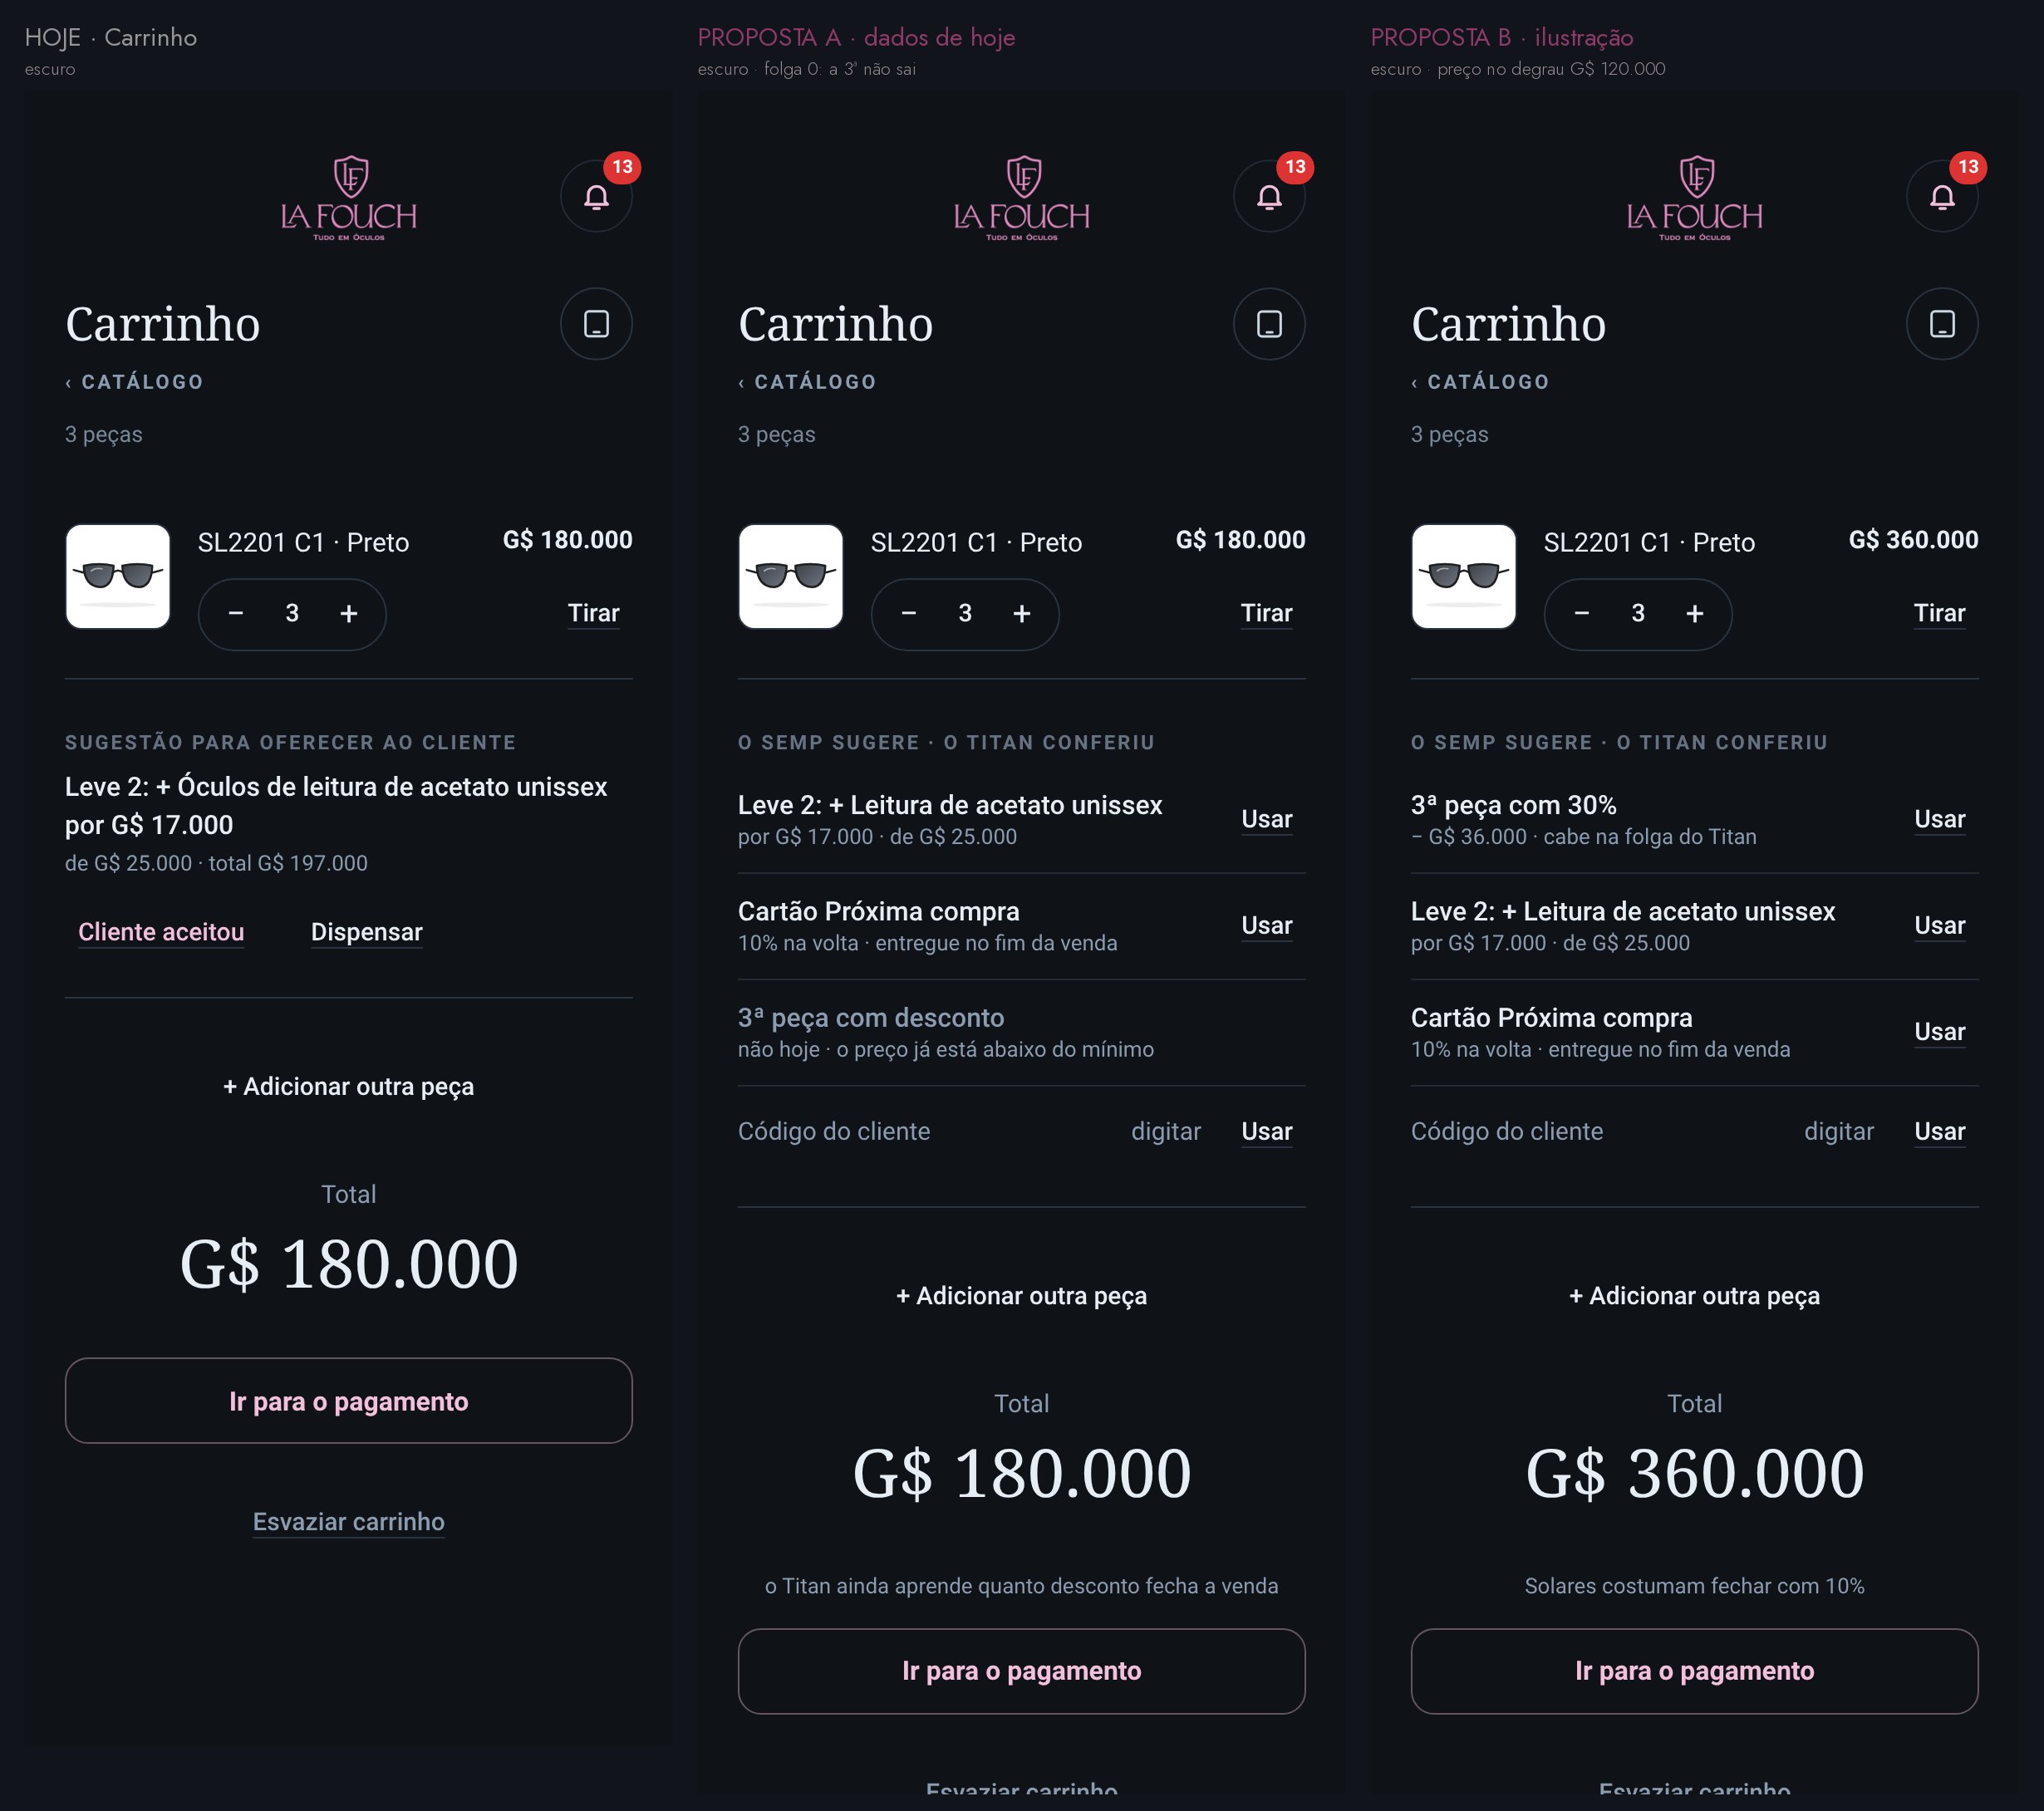 HOJE · Carrinho
escuro
LF
LA FOUCH
TUDO EM ÓCULOS
13
Carrinho
‹ CATÁLOGO
3 peças
SL2201 C1 · Preto
G$ 180.000
− 3 +
Tirar
SUGESTÃO PARA OFERECER AO CLIENTE
Leve 2: + Óculos de leitura de acetato unissex
por G$ 17.000
de G$ 25.000 · total G$ 197.000
Cliente aceitou
Dispensar
+ Adicionar outra peça
Total
G$ 180.000
Ir para o pagamento
Esvaziar carrinho
PROPOSTA A · dados de hoje
escuro · folga 0: a 3ª não sai
LF
LA FOUCH
TUDO EM ÓCULOS
13
Carrinho
‹ CATÁLOGO
3 peças
SL2201 C1 · Preto
G$ 180.000
− 3 +
Tirar
O SEMP SUGERE · O TITAN CONFERIU
Leve 2: + Leitura de acetato unissex
por G$ 17.000 · de G$ 25.000
Usar
Cartão Próxima compra
10% na volta · entregue no fim da venda
Usar
3ª peça com desconto
não hoje · o preço já está abaixo do mínimo
Código do cliente
digitar
Usar
+ Adicionar outra peça
Total
G$ 180.000
o Titan ainda aprende quanto desconto fecha a venda
Ir para o pagamento
Esvaziar carrinho
PROPOSTA B · ilustração
escuro · preço no degrau G$ 120.000
LF
LA FOUCH
TUDO EM ÓCULOS
13
Carrinho
‹ CATÁLOGO
3 peças
SL2201 C1 · Preto
G$ 360.000
− 3 +
Tirar
O SEMP SUGERE · O TITAN CONFERIU
3ª peça com 30%
− G$ 36.000 · cabe na folga do Titan
Usar
Leve 2: + Leitura de acetato unissex
por G$ 17.000 · de G$ 25.000
Usar
Cartão Próxima compra
10% na volta · entregue no fim da venda
Usar
Código do cliente
digitar
Usar
+ Adicionar outra peça
Total
G$ 360.000
Solares costumam fechar com 10%
Ir para o pagamento
Esvaziar carrinho